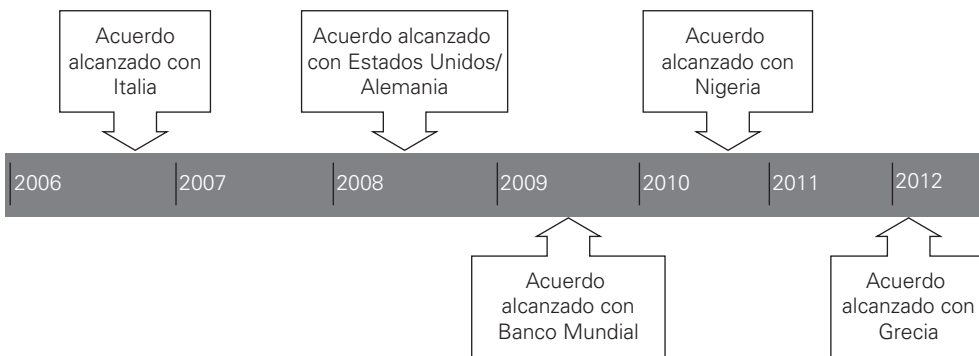 Acuerdo
alcanzado con
Italia
Acuerdo alcanzado
con Estados Unidos/
Alemania
Acuerdo
alcanzado con
Nigeria
2006
2007
2008
2009
2010
2011
2012
Acuerdo
alcanzado con
Banco Mundial
Acuerdo
alcanzado con
Grecia